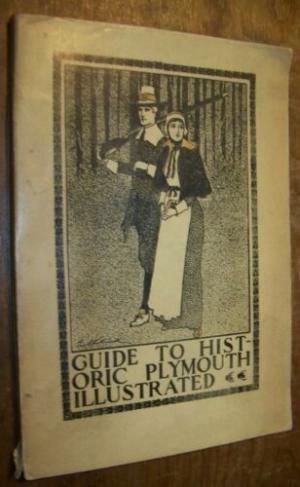 GUIDE TO HIST-
ORIC PLYMOUTH
ILLUSTRATED